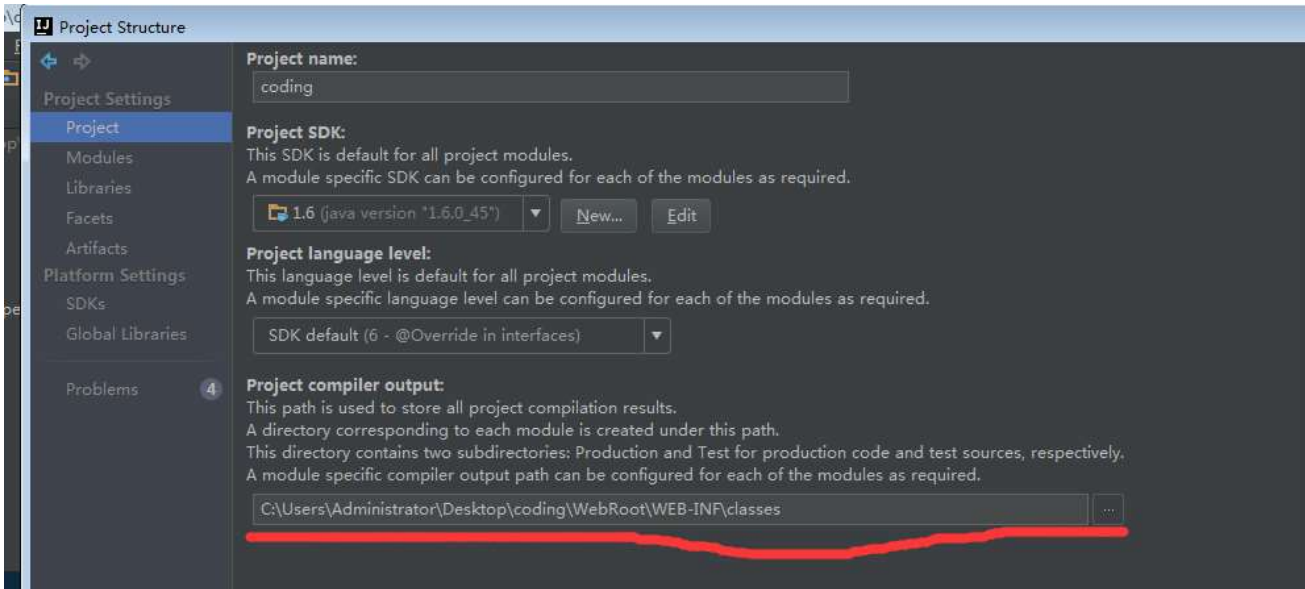 Project Structure
Project Settings
Project
Modules
Libraries
Facets
Artifacts
Platform Settings
SDKs
Global Libraries
Problems
4
Project name:
coding
Project SDK:
This SDK is default for all project modules.
A module specific SDK can be configured for each of the modules as required.
1.6 (java version "1.6.0_45")
New...
Edit
Project language level:
This language level is default for all project modules.
A module specific language level can be configured for each of the modules as required.
SDK default (6 - @Override in interfaces)
Project compiler output:
This path is used to store all project compilation results.
A directory corresponding to each module is created under this path.
This directory contains two subdirectories: Production and Test for production code and test sources, respectively.
A module specific compiler output path can be configured for each of the modules as required.
C:\Users\Administrator\Desktop\coding\WebRoot\WEB-INF\classes
...